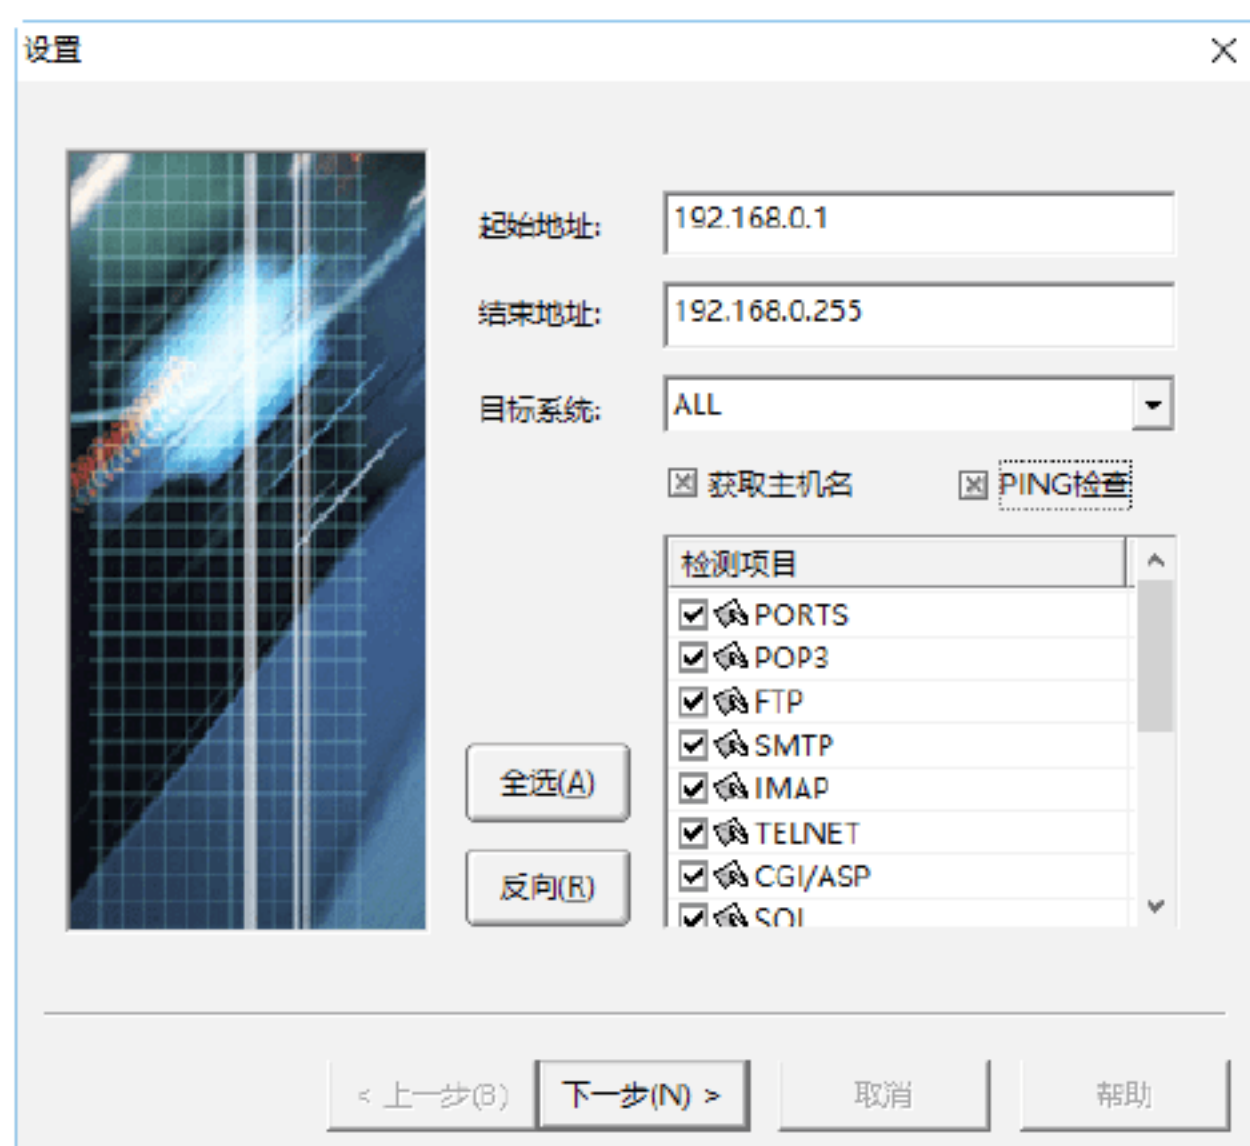 设置
起始地址:
192.168.0.1
结束地址:
192.168.0.255
目标系统:
ALL
获取主机名
PING检查
检测项目
PORTS
POP3
FTP
SMTP
IMAP
TELNET
CGI/ASP
SQL
全选(A)
反向(R)
< 上一步(B)
下一步(N) >
取消
帮助